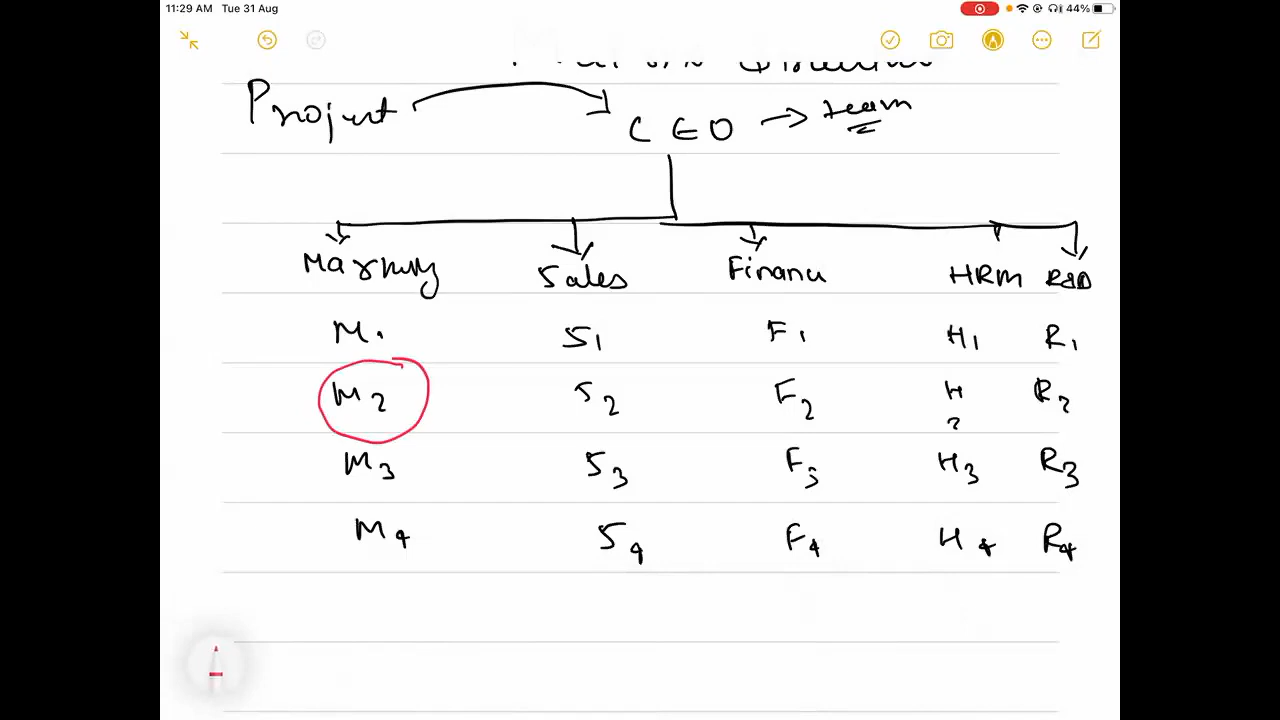 11:29 AM Tue 31 Aug 44%
Project CEO → team
Sales Finance HRM R&D
M1 S1 F1 H1 R1
M2 S2 F2 H2 R2
M3 S3 F3 H3 R3
M4 S4 F4 H4 R4